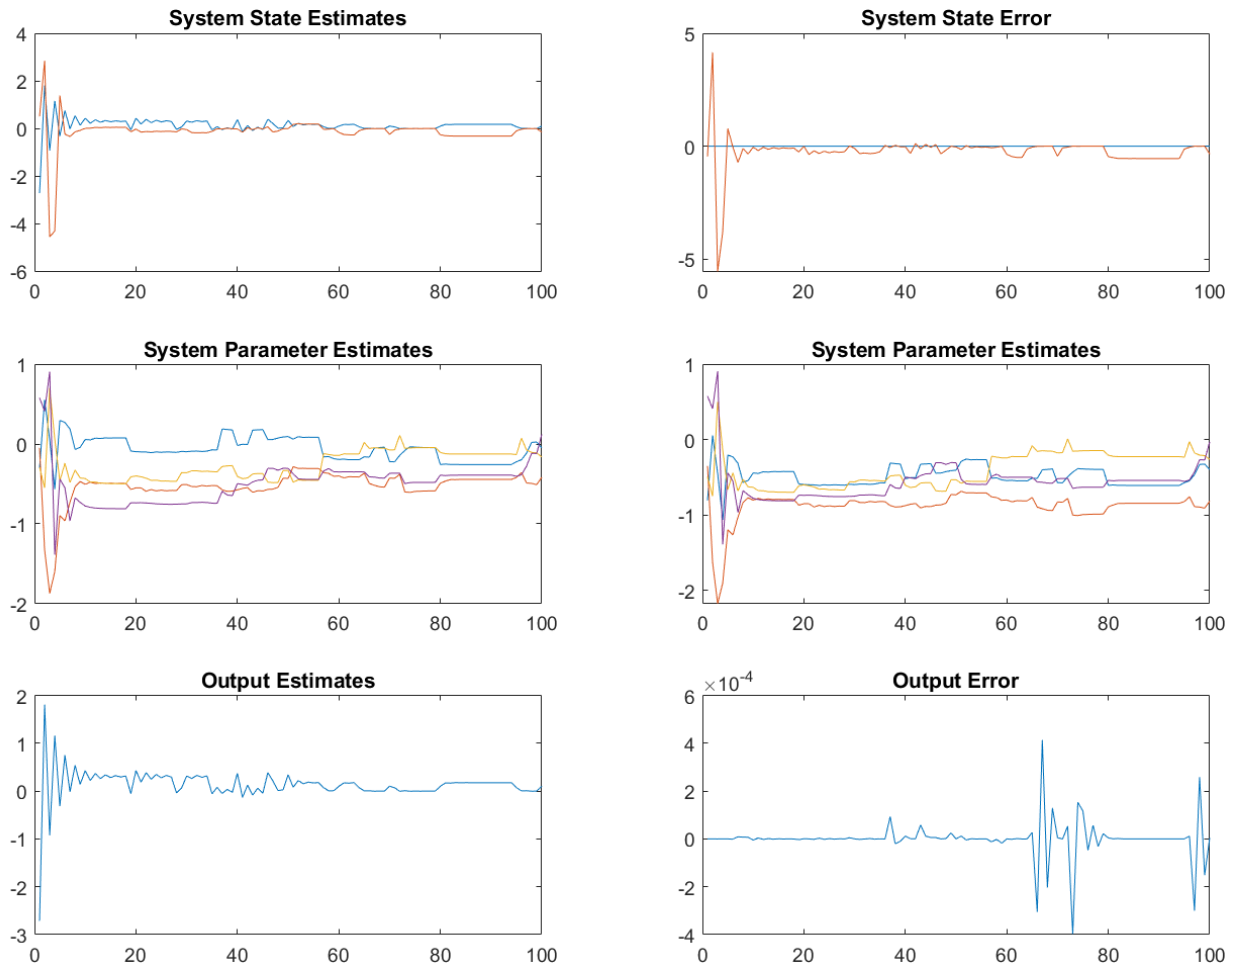 System State Estimates
4
2
0
-2
-4
-6
0 20 40 60 80 100
System State Error
5
0
-5
0 20 40 60 80 100
System Parameter Estimates
1
0
-1
-2
0 20 40 60 80 100
System Parameter Estimates
1
0
-1
-2
0 20 40 60 80 100
Output Estimates
2
1
0
-1
-2
-3
0 20 40 60 80 100
Output Error
×10⁻⁴
6
4
2
0
-2
-4
0 20 40 60 80 100